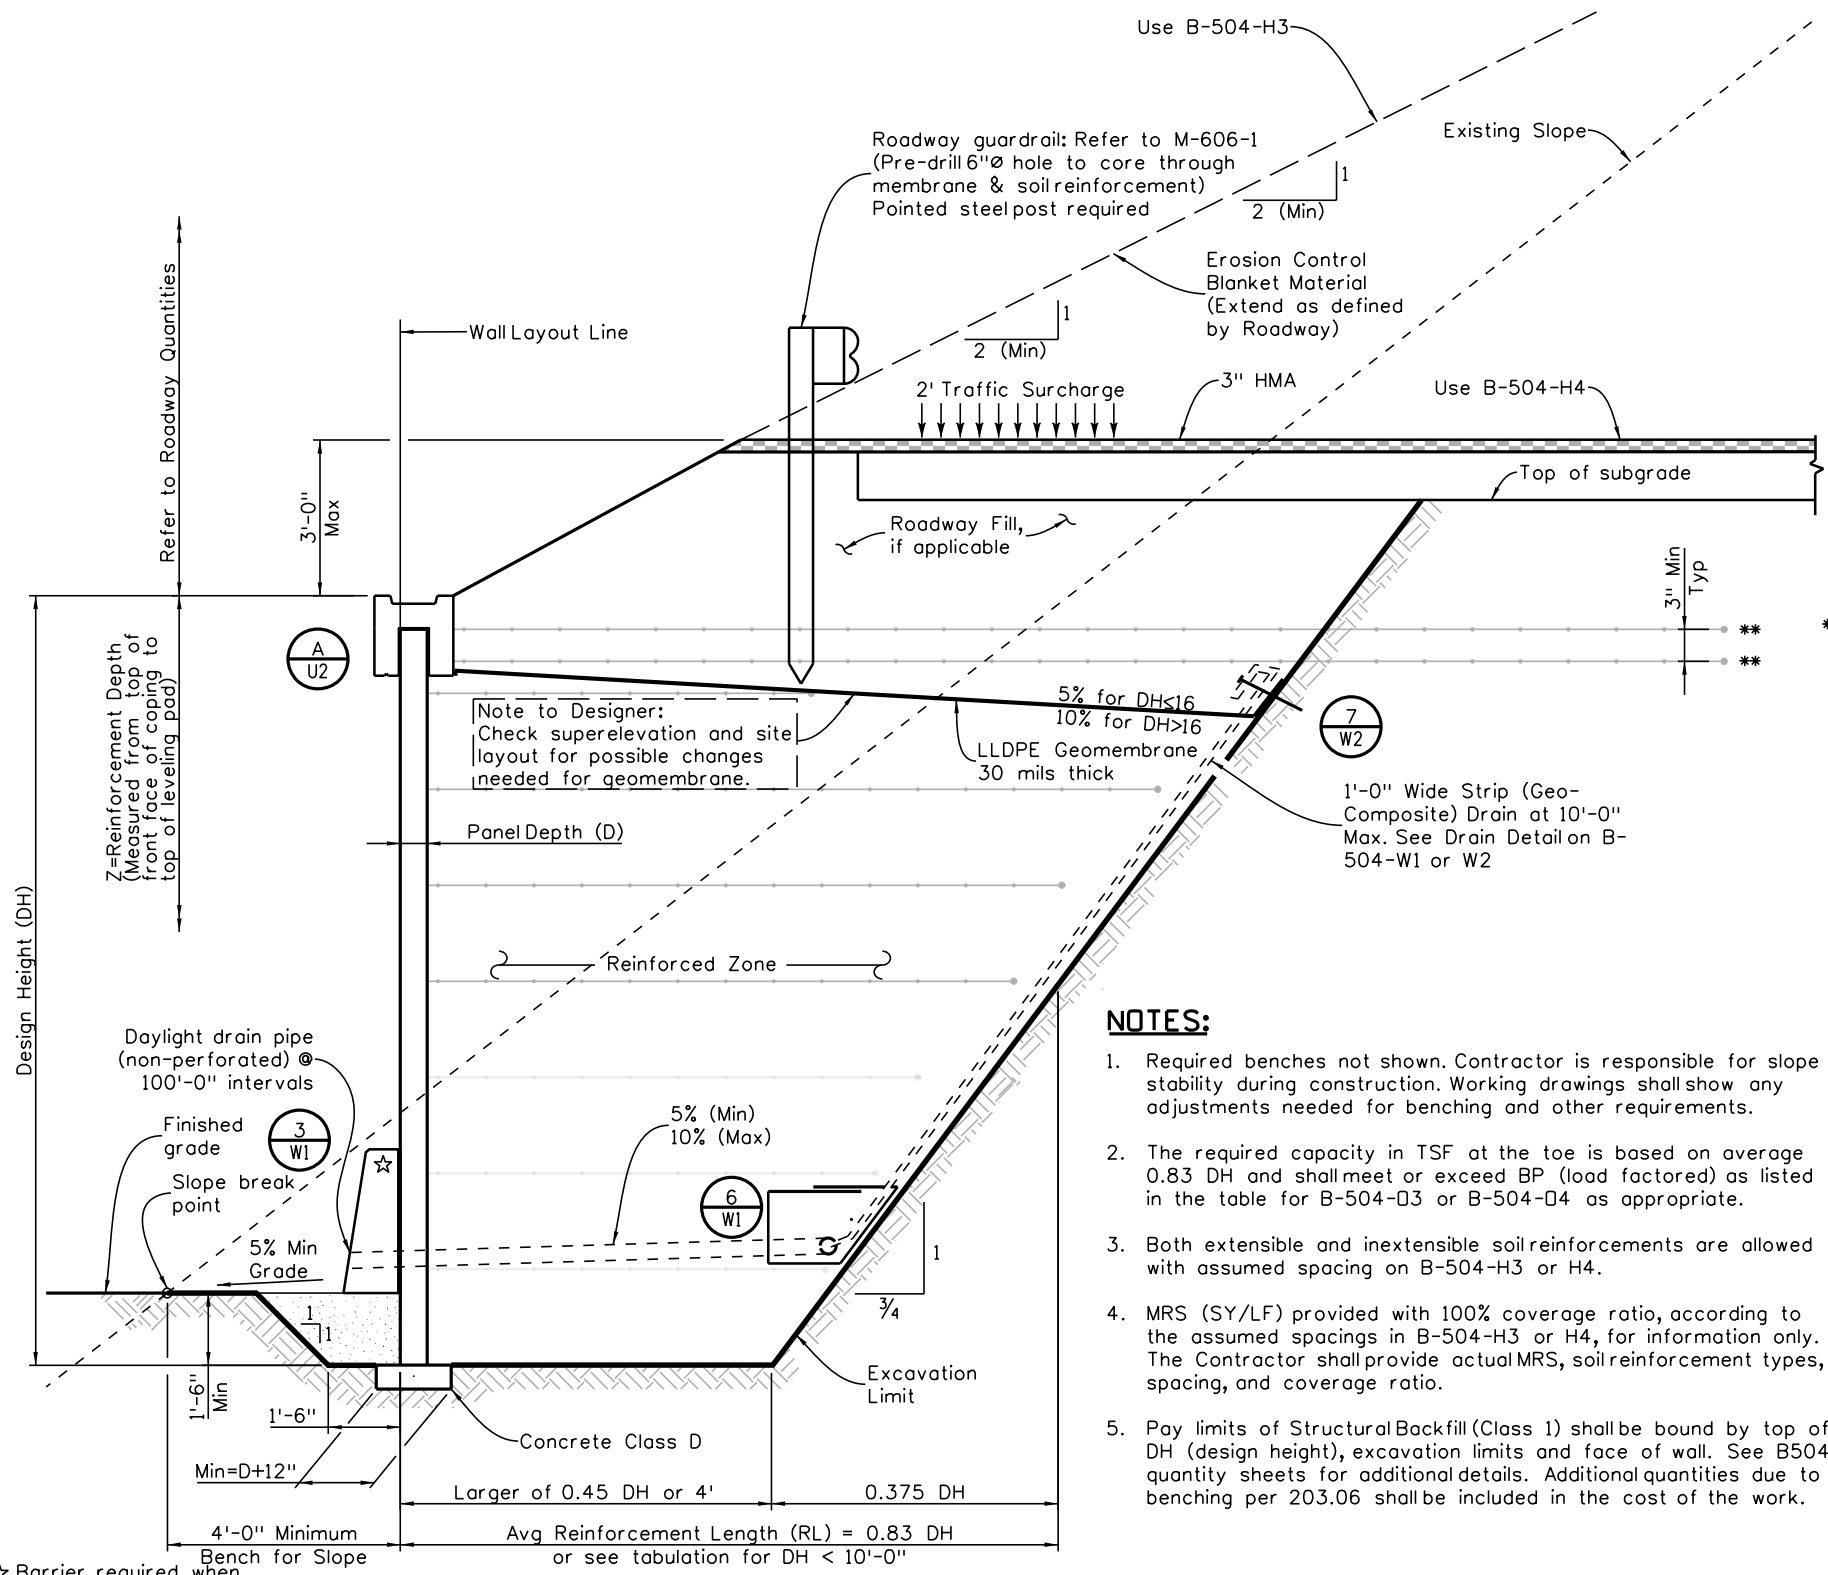 Use B-504-H3
Existing Slope
Roadway guardrail: Refer to M-606-1
(Pre-drill 6"Ø hole to core through
membrane & soil reinforcement)
Pointed steel post required
1
2 (Min)
Erosion Control
Blanket Material
(Extend as defined
by Roadway)
1
2 (Min)
Refer to Roadway Quantities
Wall Layout Line
2' Traffic Surcharge
3" HMA
Use B-504-H4
Top of subgrade
3'-0"
Max
Roadway Fill,
if applicable
3" Min
Typ
**
**
*
A
U2
Z=Reinforcement Depth
(Measured from top of
front face of coping to
top of leveling pad)
Note to Designer:
Check superelevation and site
layout for possible changes
needed for geomembrane.
5% for DH≤16
10% for DH>16
LLDPE Geomembrane
30 mils thick
7
W2
1'-0" Wide Strip (Geo-
Composite) Drain at 10'-0"
Max. See Drain Detail on B-
504-W1 or W2
Panel Depth (D)
Design Height (DH)
Reinforced Zone
Daylight drain pipe
(non-perforated) @
100'-0" intervals
Finished
grade
3
W1
Slope break
point
5% Min
Grade
5% (Min)
10% (Max)
6
W1
1
3/4
1
1
1'-6"
Min
1'-6"
Excavation
Limit
Concrete Class D
Min=D+12"
Larger of 0.45 DH or 4'
0.375 DH
4'-0" Minimum
Bench for Slope
Avg Reinforcement Length (RL) = 0.83 DH
or see tabulation for DH < 10'-0"
☆ Barrier required when
NOTES:
1. Required benches not shown. Contractor is responsible for slope
stability during construction. Working drawings shall show any
adjustments needed for benching and other requirements.
2. The required capacity in TSF at the toe is based on average
0.83 DH and shall meet or exceed BP (load factored) as listed
in the table for B-504-O3 or B-504-O4 as appropriate.
3. Both extensible and inextensible soil reinforcements are allowed
with assumed spacing on B-504-H3 or H4.
4. MRS (SY/LF) provided with 100% coverage ratio, according to
the assumed spacings in B-504-H3 or H4, for information only.
The Contractor shall provide actual MRS, soil reinforcement types,
spacing, and coverage ratio.
5. Pay limits of Structural Backfill (Class 1) shall be bound by top of
DH (design height), excavation limits and face of wall. See B504
quantity sheets for additional details. Additional quantities due to
benching per 203.06 shall be included in the cost of the work.